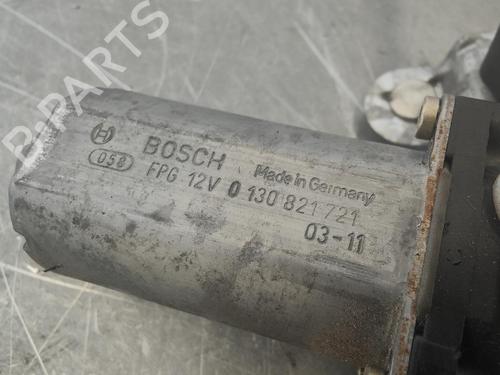 B-PARTS
BOSCH Made in Germany
058 FPG 12V 0 130 821 721
03-11